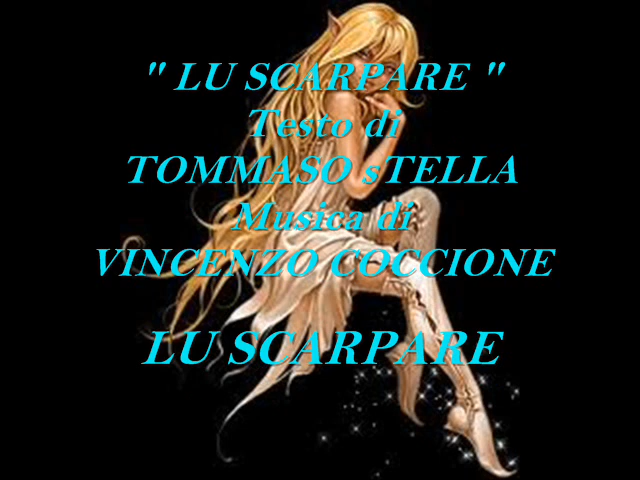 " LU SCARPARE "
Testo di
TOMMASO sTELLA
Musica di
VINCENZO COCCIONE
LU SCARPARE